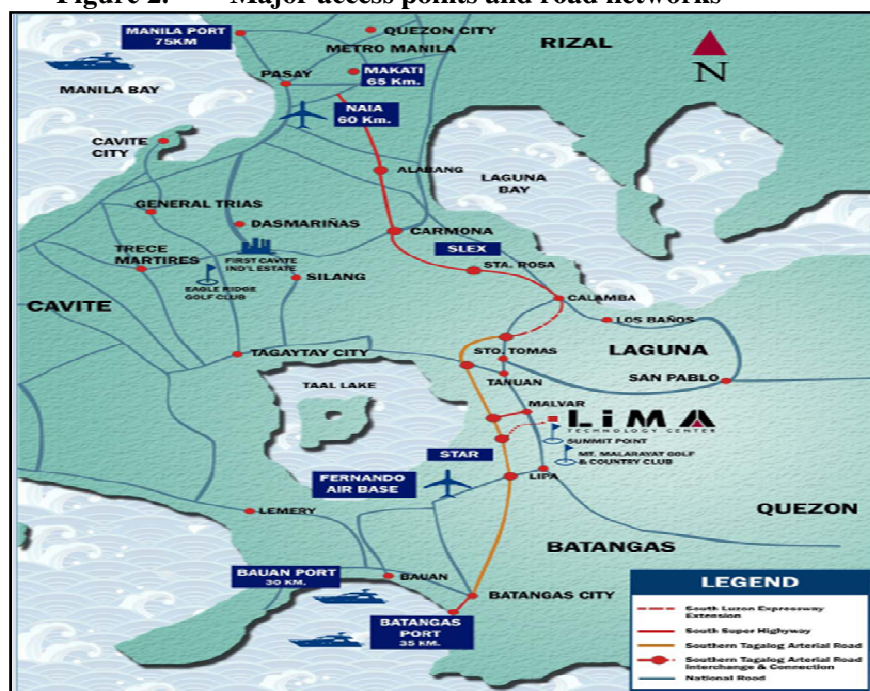 Figure 2. Major access points and road networks
MANILA PORT
75KM
QUEZON CITY
METRO MANILA
RIZAL
MAKATI
65 Km.
N
MANILA BAY
PASAY
NAIA
60 Km.
CAVITE
CITY
ALABANG
LAGUNA
BAY
GENERAL TRIAS
DASMARIÑAS
CARMONA
SLEX
TRECE
MARTIRES
FIRST CAVITE
IND'L ESTATE
SILANG
STA. ROSA
EAGLE RIDGE
GOLF CLUB
CAVITE
CALAMBA
LOS BAÑOS
TAGAYTAY CITY
STO. TOMAS
LAGUNA
TAAL LAKE
TANUAN
SAN PABLO
MALVAR
LiMA
TECHNOLOGY CENTER
SUMMIT POINT
STAR
MT. MALARAYAT GOLF
& COUNTRY CLUB
FERNANDO
AIR BASE
LIPA
LEMERY
QUEZON
BATANGAS
BAUAN PORT
30 KM.
BAUAN
BATANGAS CITY
BATANGAS
PORT
35 KM.
LEGEND
South Luzon Expressway
Extension
South Super Highway
Southern Tagalog Arterial Road
Southern Tagalog Arterial Road
Interchange & Connection
National Road